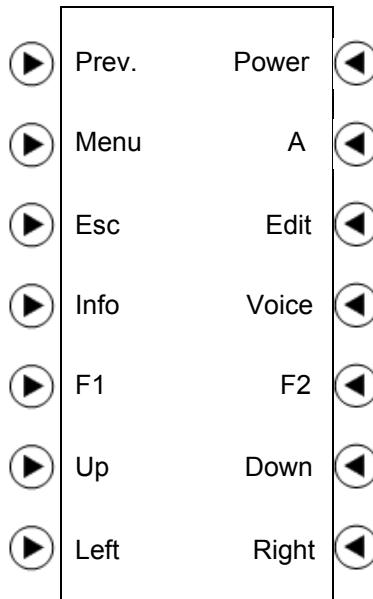 Prev. Power
Menu A
Esc Edit
Info Voice
F1 F2
Up Down
Left Right